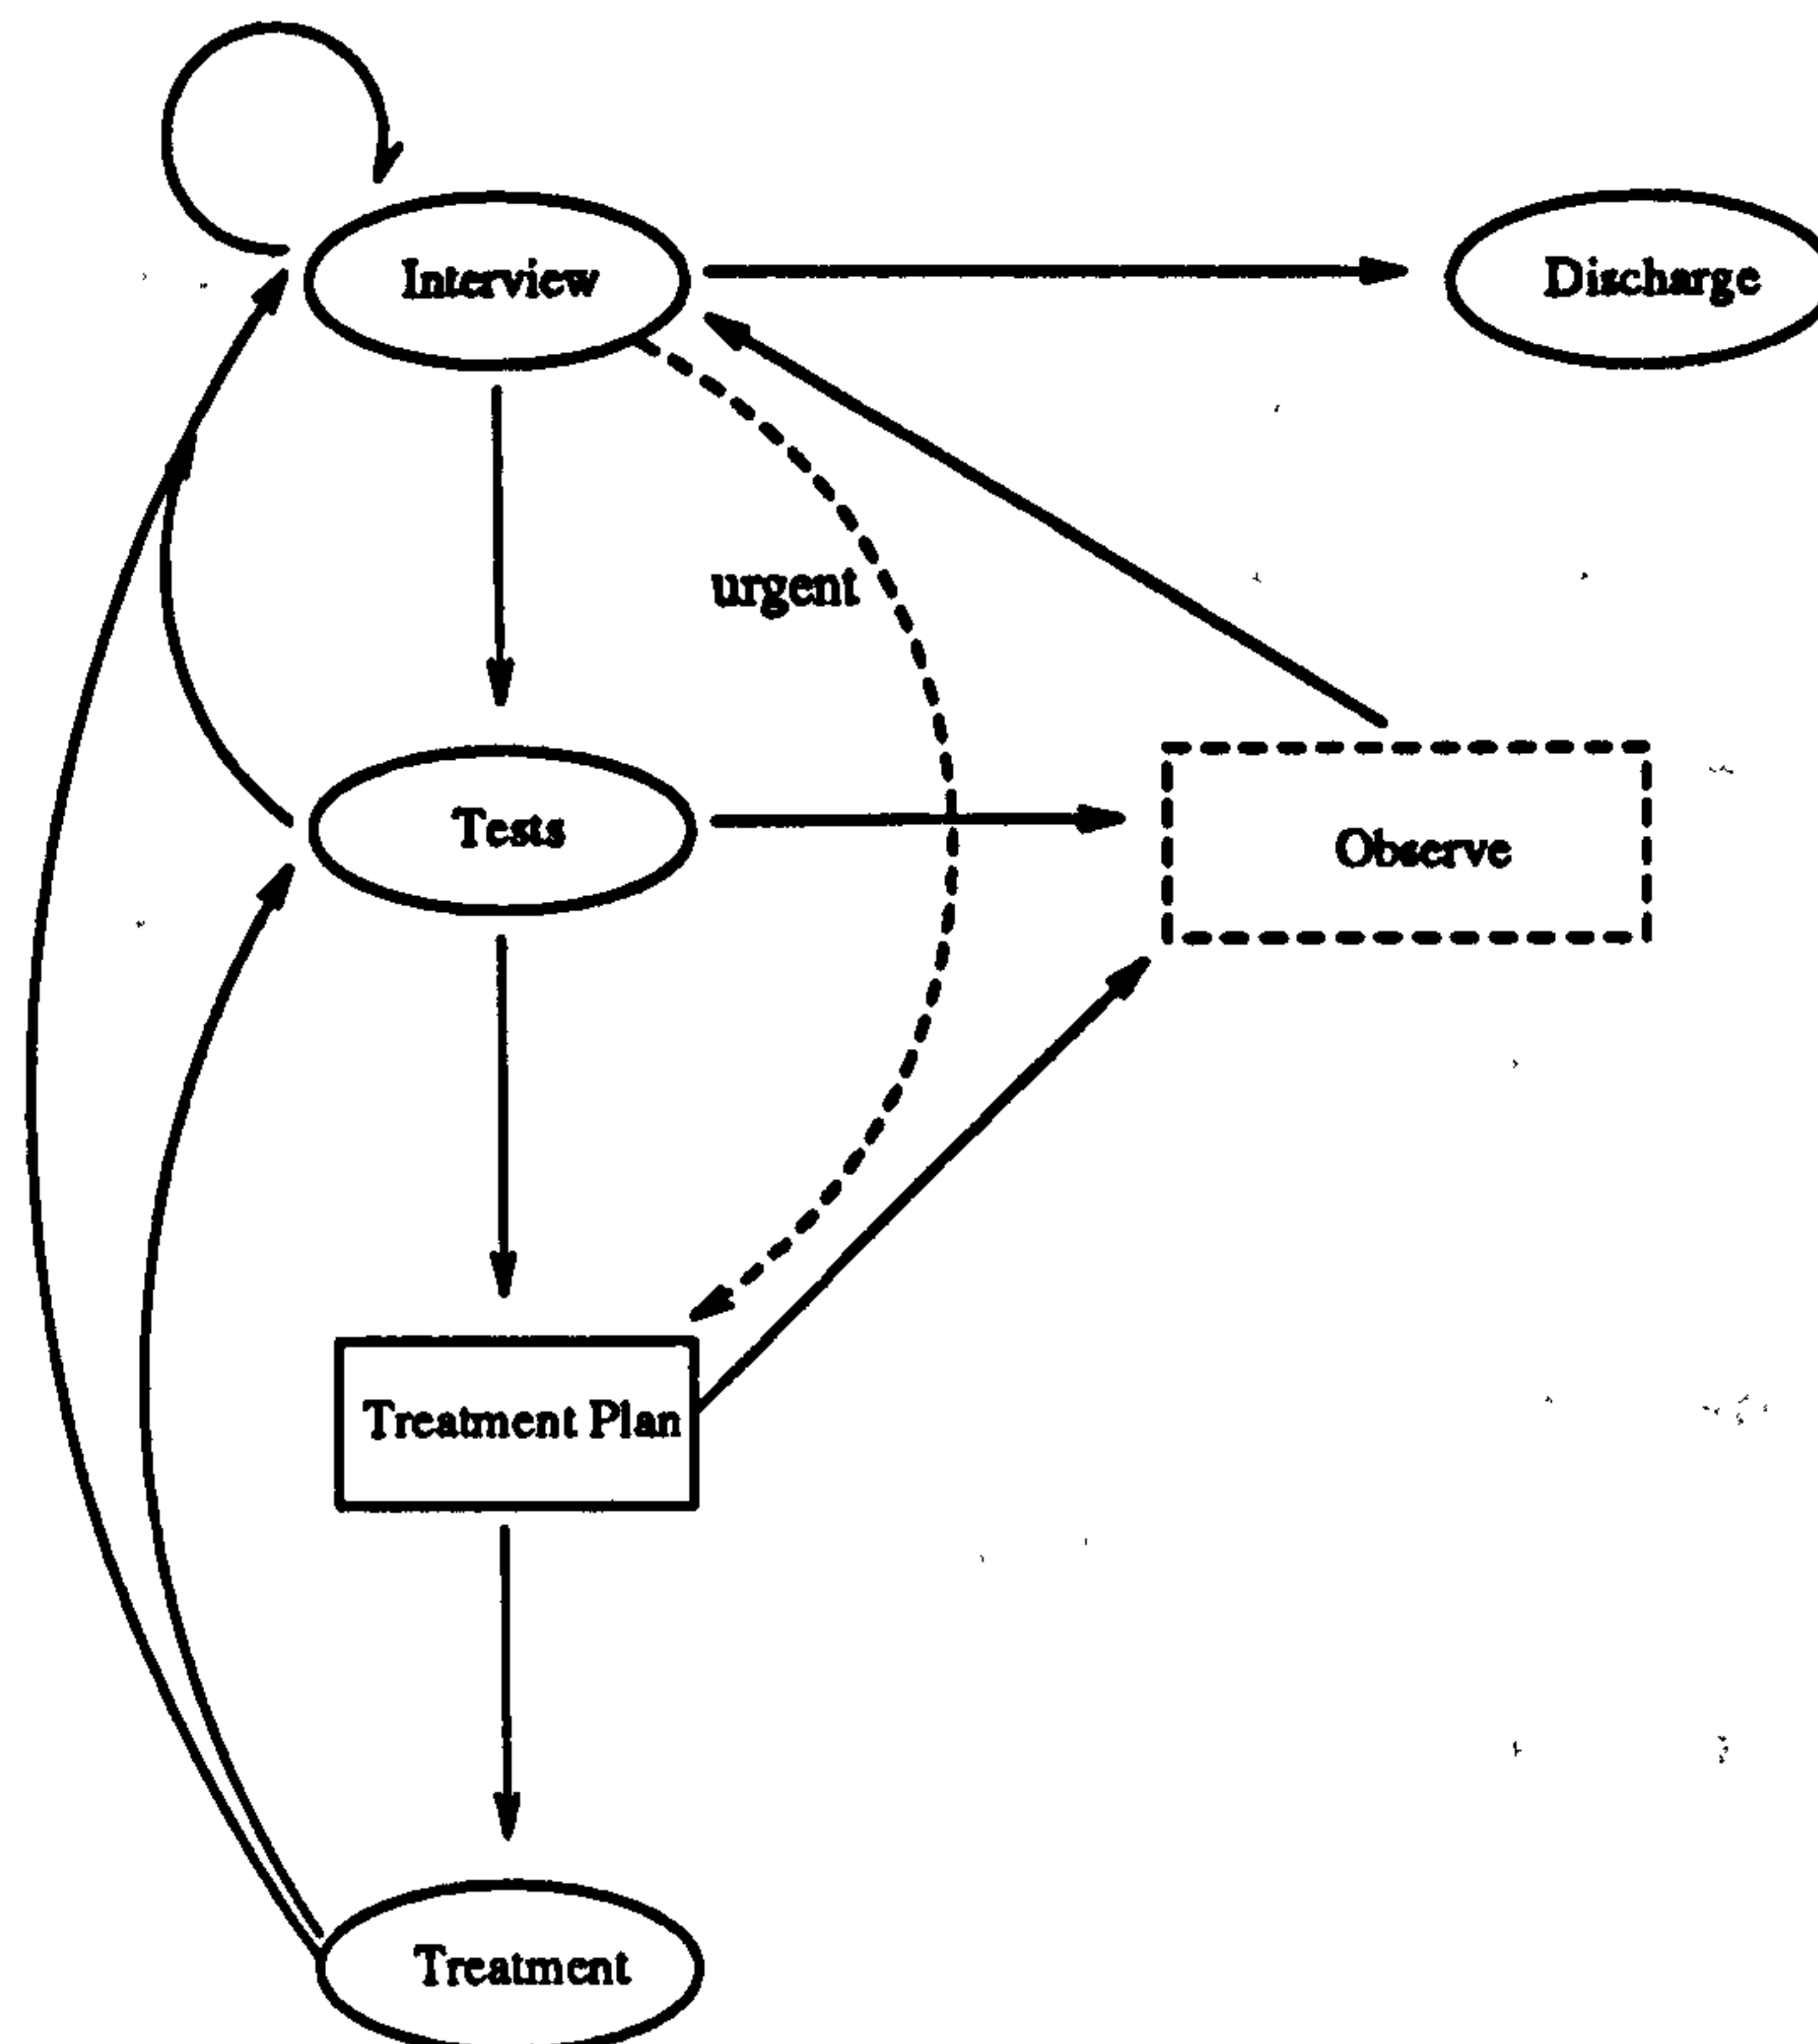 Interview
Discharge
urgent
Tests
Observe
Treatment Plan
Treatment